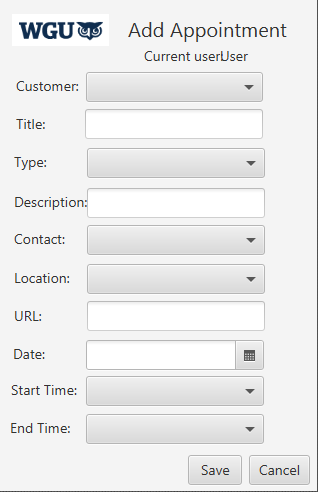 WGU
Add Appointment
Current userUser
Customer:
Title:
Type:
Description:
Contact:
Location:
URL:
Date:
Start Time:
End Time:
Save Cancel